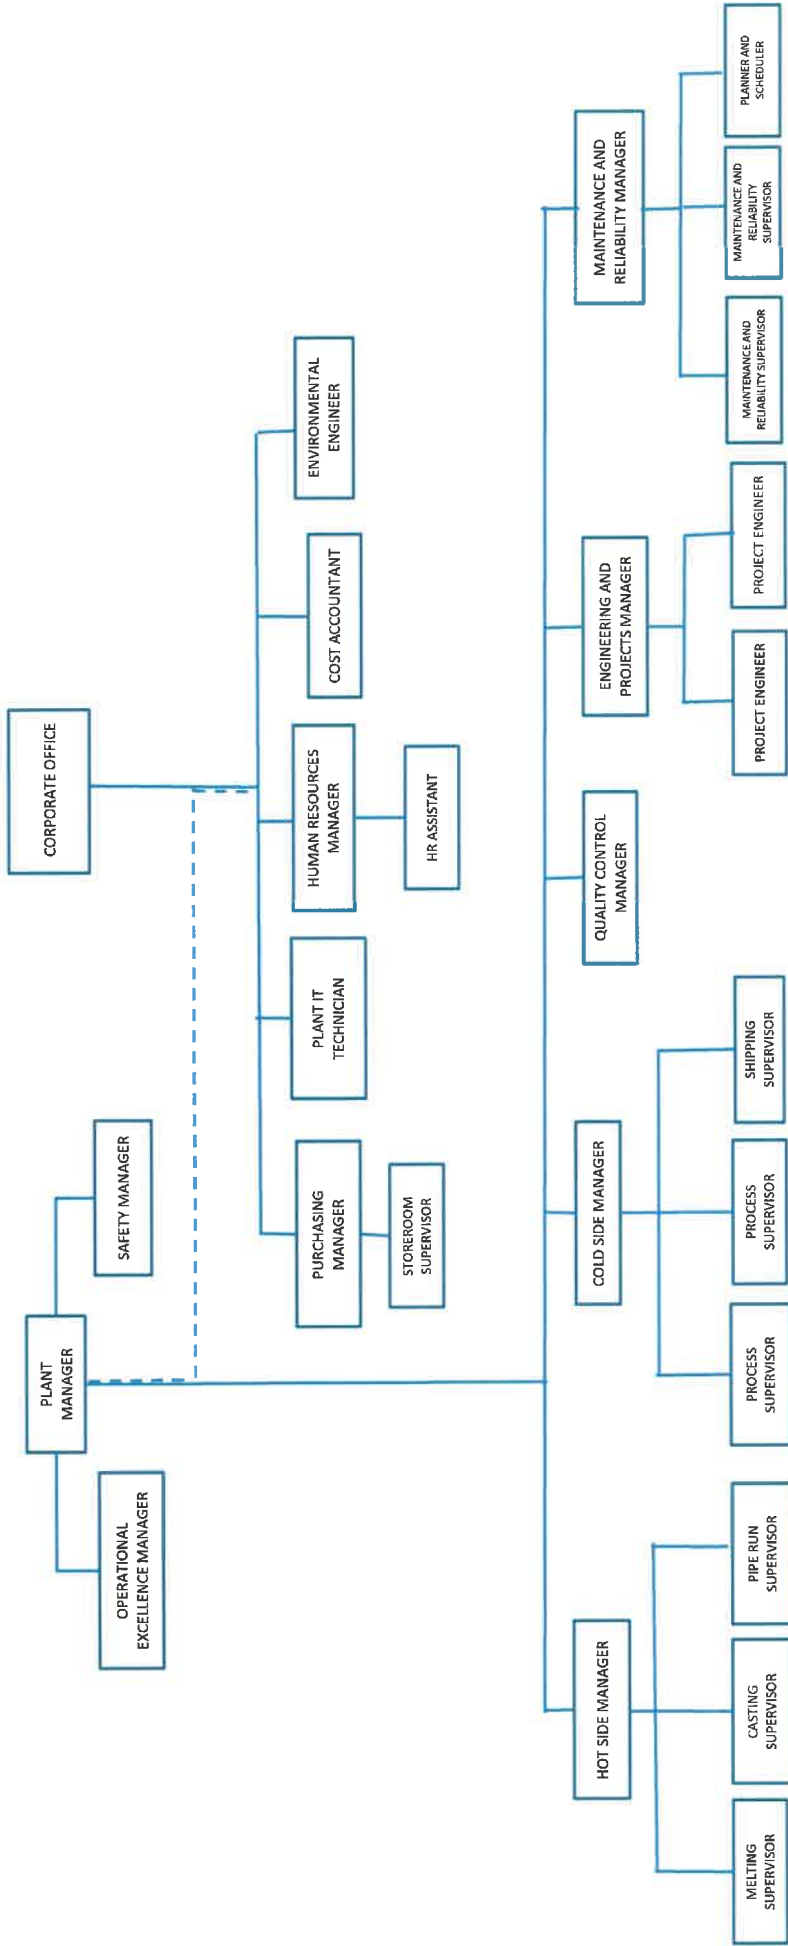 CORPORATE OFFICE
PLANT
MANAGER
SAFETY MANAGER
OPERATIONAL
EXCELLENCE MANAGER
PURCHASING
MANAGER
PLANT IT
TECHNICIAN
HUMAN RESOURCES
MANAGER
COST ACCOUNTANT
ENVIRONMENTAL
ENGINEER
STOREROOM
SUPERVISOR
HR ASSISTANT
HOT SIDE MANAGER
COLD SIDE MANAGER
QUALITY CONTROL
MANAGER
ENGINEERING AND
PROJECTS MANAGER
MAINTENANCE AND
RELIABILITY MANAGER
MELTING
SUPERVISOR
CASTING
SUPERVISOR
PIPE RUN
SUPERVISOR
PROCESS
SUPERVISOR
PROCESS
SUPERVISOR
SHIPPING
SUPERVISOR
PROJECT ENGINEER
PROJECT ENGINEER
MAINTENANCE AND
RELIABILITY SUPERVISOR
MAINTENANCE AND
RELIABILITY
SUPERVISOR
PLANNER AND
SCHEDULER